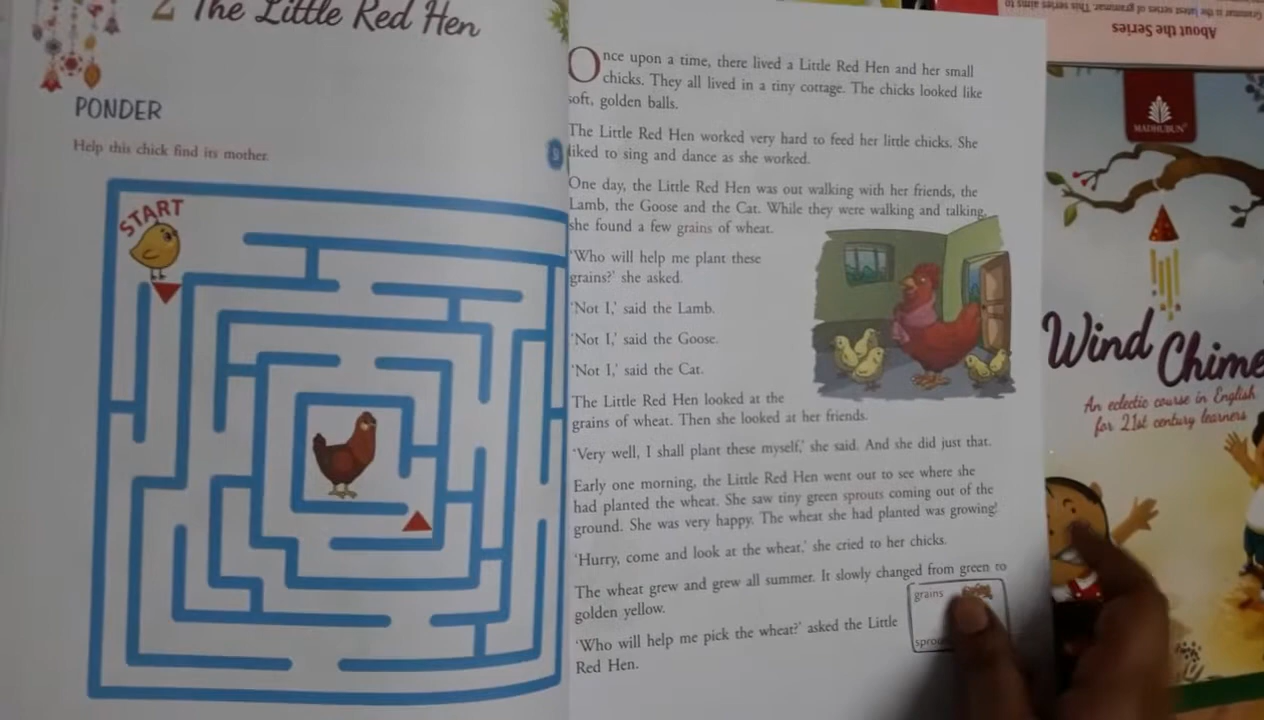 2 The Little Red Hen
PONDER
Help this chick find its mother.
START
Once upon a time, there lived a Little Red Hen and her small
chicks. They all lived in a tiny cottage. The chicks looked like
soft, golden balls.
The Little Red Hen worked very hard to feed her little chicks. She
liked to sing and dance as she worked.
One day, the Little Red Hen was out walking with her friends, the
Lamb, the Goose and the Cat. While they were walking and talking,
she found a few grains of wheat.
‘Who will help me plant these
grains?’ she asked.
‘Not I,’ said the Lamb.
‘Not I,’ said the Goose.
‘Not I,’ said the Cat.
The Little Red Hen looked at the
grains of wheat. Then she looked at her friends.
‘Very well, I shall plant these myself,’ she said. And she did just that.
Early one morning, the Little Red Hen went out to see where she
had planted the wheat. She saw tiny green sprouts coming out of the
ground. She was very happy. The wheat she had planted was growing!
‘Hurry, come and look at the wheat,’ she cried to her chicks.
The wheat grew and grew all summer. It slowly changed from green to
golden yellow.
‘Who will help me pick the wheat?’ asked the Little
Red Hen.
grains
About the Series
Grammar is the latest series of grammar. This series aims to
MADHUBUN
Wind Chime
An eclectic course in English
for 21st century learners